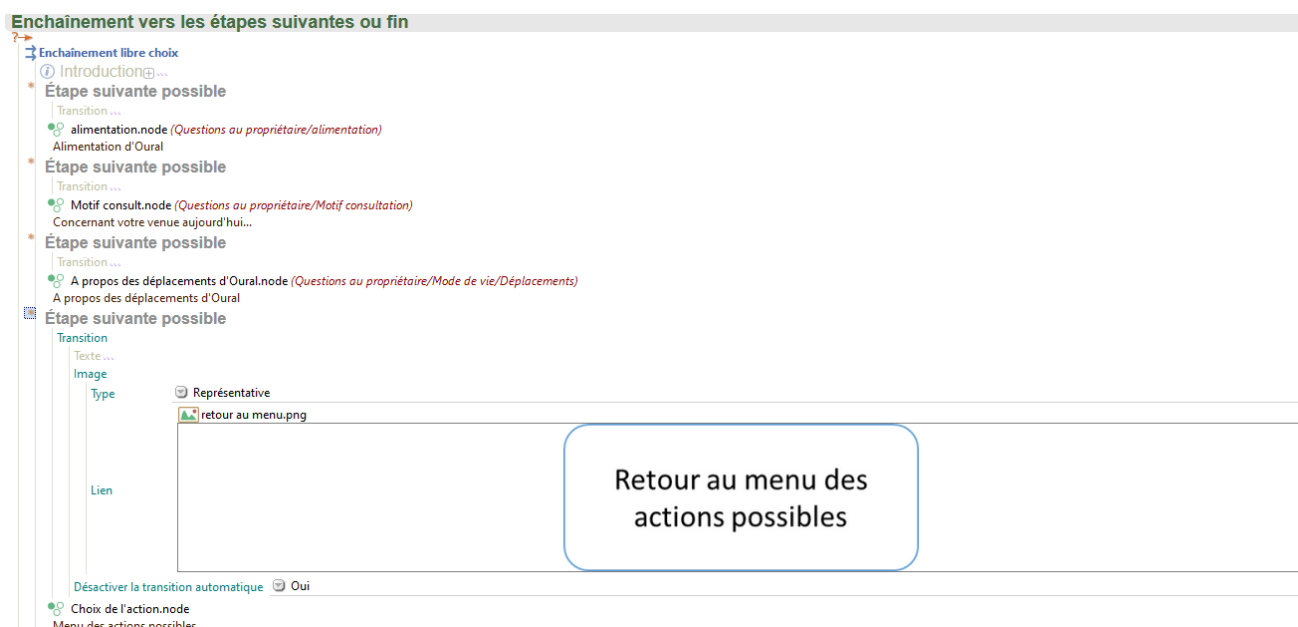 Enchaînement vers les étapes suivantes ou fin
Enchaînement libre choix
Introduction ...
Étape suivante possible
Transition ...
alimentation.node (Questions au propriétaire/alimentation)
Alimentation d'Oural
Étape suivante possible
Transition ...
Motif consult.node (Questions au propriétaire/Motif consultation)
Concernant votre venue aujourd'hui...
Étape suivante possible
Transition ...
A propos des déplacements d'Oural.node (Questions au propriétaire/Mode de vie/Déplacements)
A propos des déplacements d'Oural
Étape suivante possible
Transition
Texte ...
Image
Type Représentative
retour au menu.png
Lien
Retour au menu des
actions possibles
Désactiver la transition automatique Oui
Choix de l'action.node
Menu des actions possibles